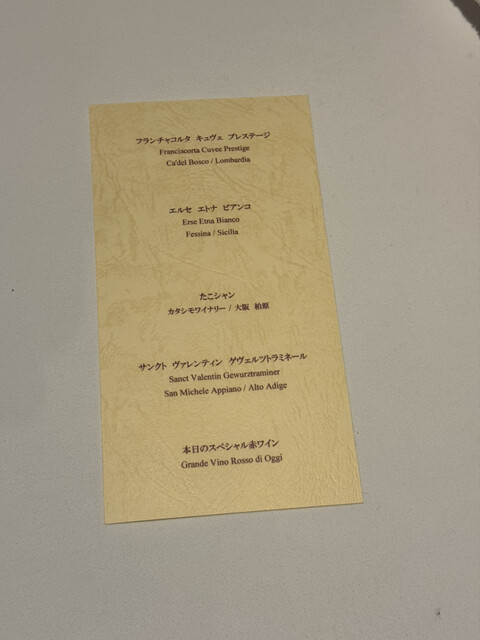 フランチャコルタ キュヴェ プレステージ
Franciacorta Cuvee Prestige
Ca'del Bosco / Lombardia
エルセ エトナ ビアンコ
Erse Etna Bianco
Fessina / Sicilia
たこシャン
カタシモワイナリー / 大阪 柏原
サンクト ヴァレンティン ゲヴェルツトラミネール
Sanct Valentin Gewurztraminer
San Michele Appiano / Alto Adige
本日のスペシャル赤ワイン
Grande Vino Rosso di Oggi